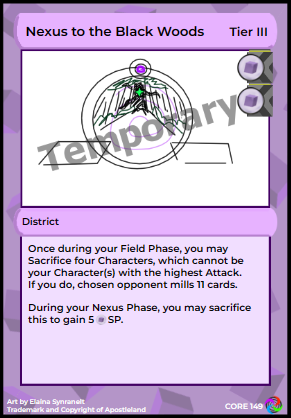 Nexus to the Black Woods Tier III
Temporary
District
Once during your Field Phase, you may
Sacrifice four Characters, which cannot be
your Character(s) with the highest Attack.
If you do, chosen opponent mills 11 cards.
During your Nexus Phase, you may sacrifice
this to gain 5 SP.
Art by Elaina Synranelt
Trademark and Copyright of Apostleland
CORE 149